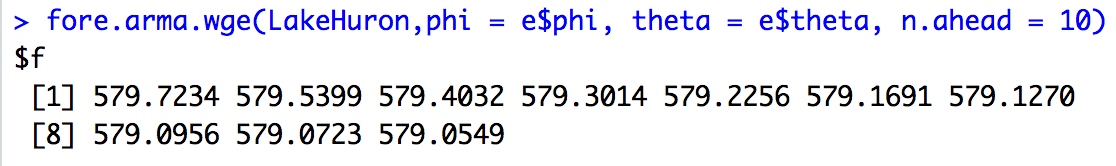 > fore.arma.wge(LakeHuron,phi = e$phi, theta = e$theta, n.ahead = 10)
$f
[1] 579.7234 579.5399 579.4032 579.3014 579.2256 579.1691 579.1270
[8] 579.0956 579.0723 579.0549